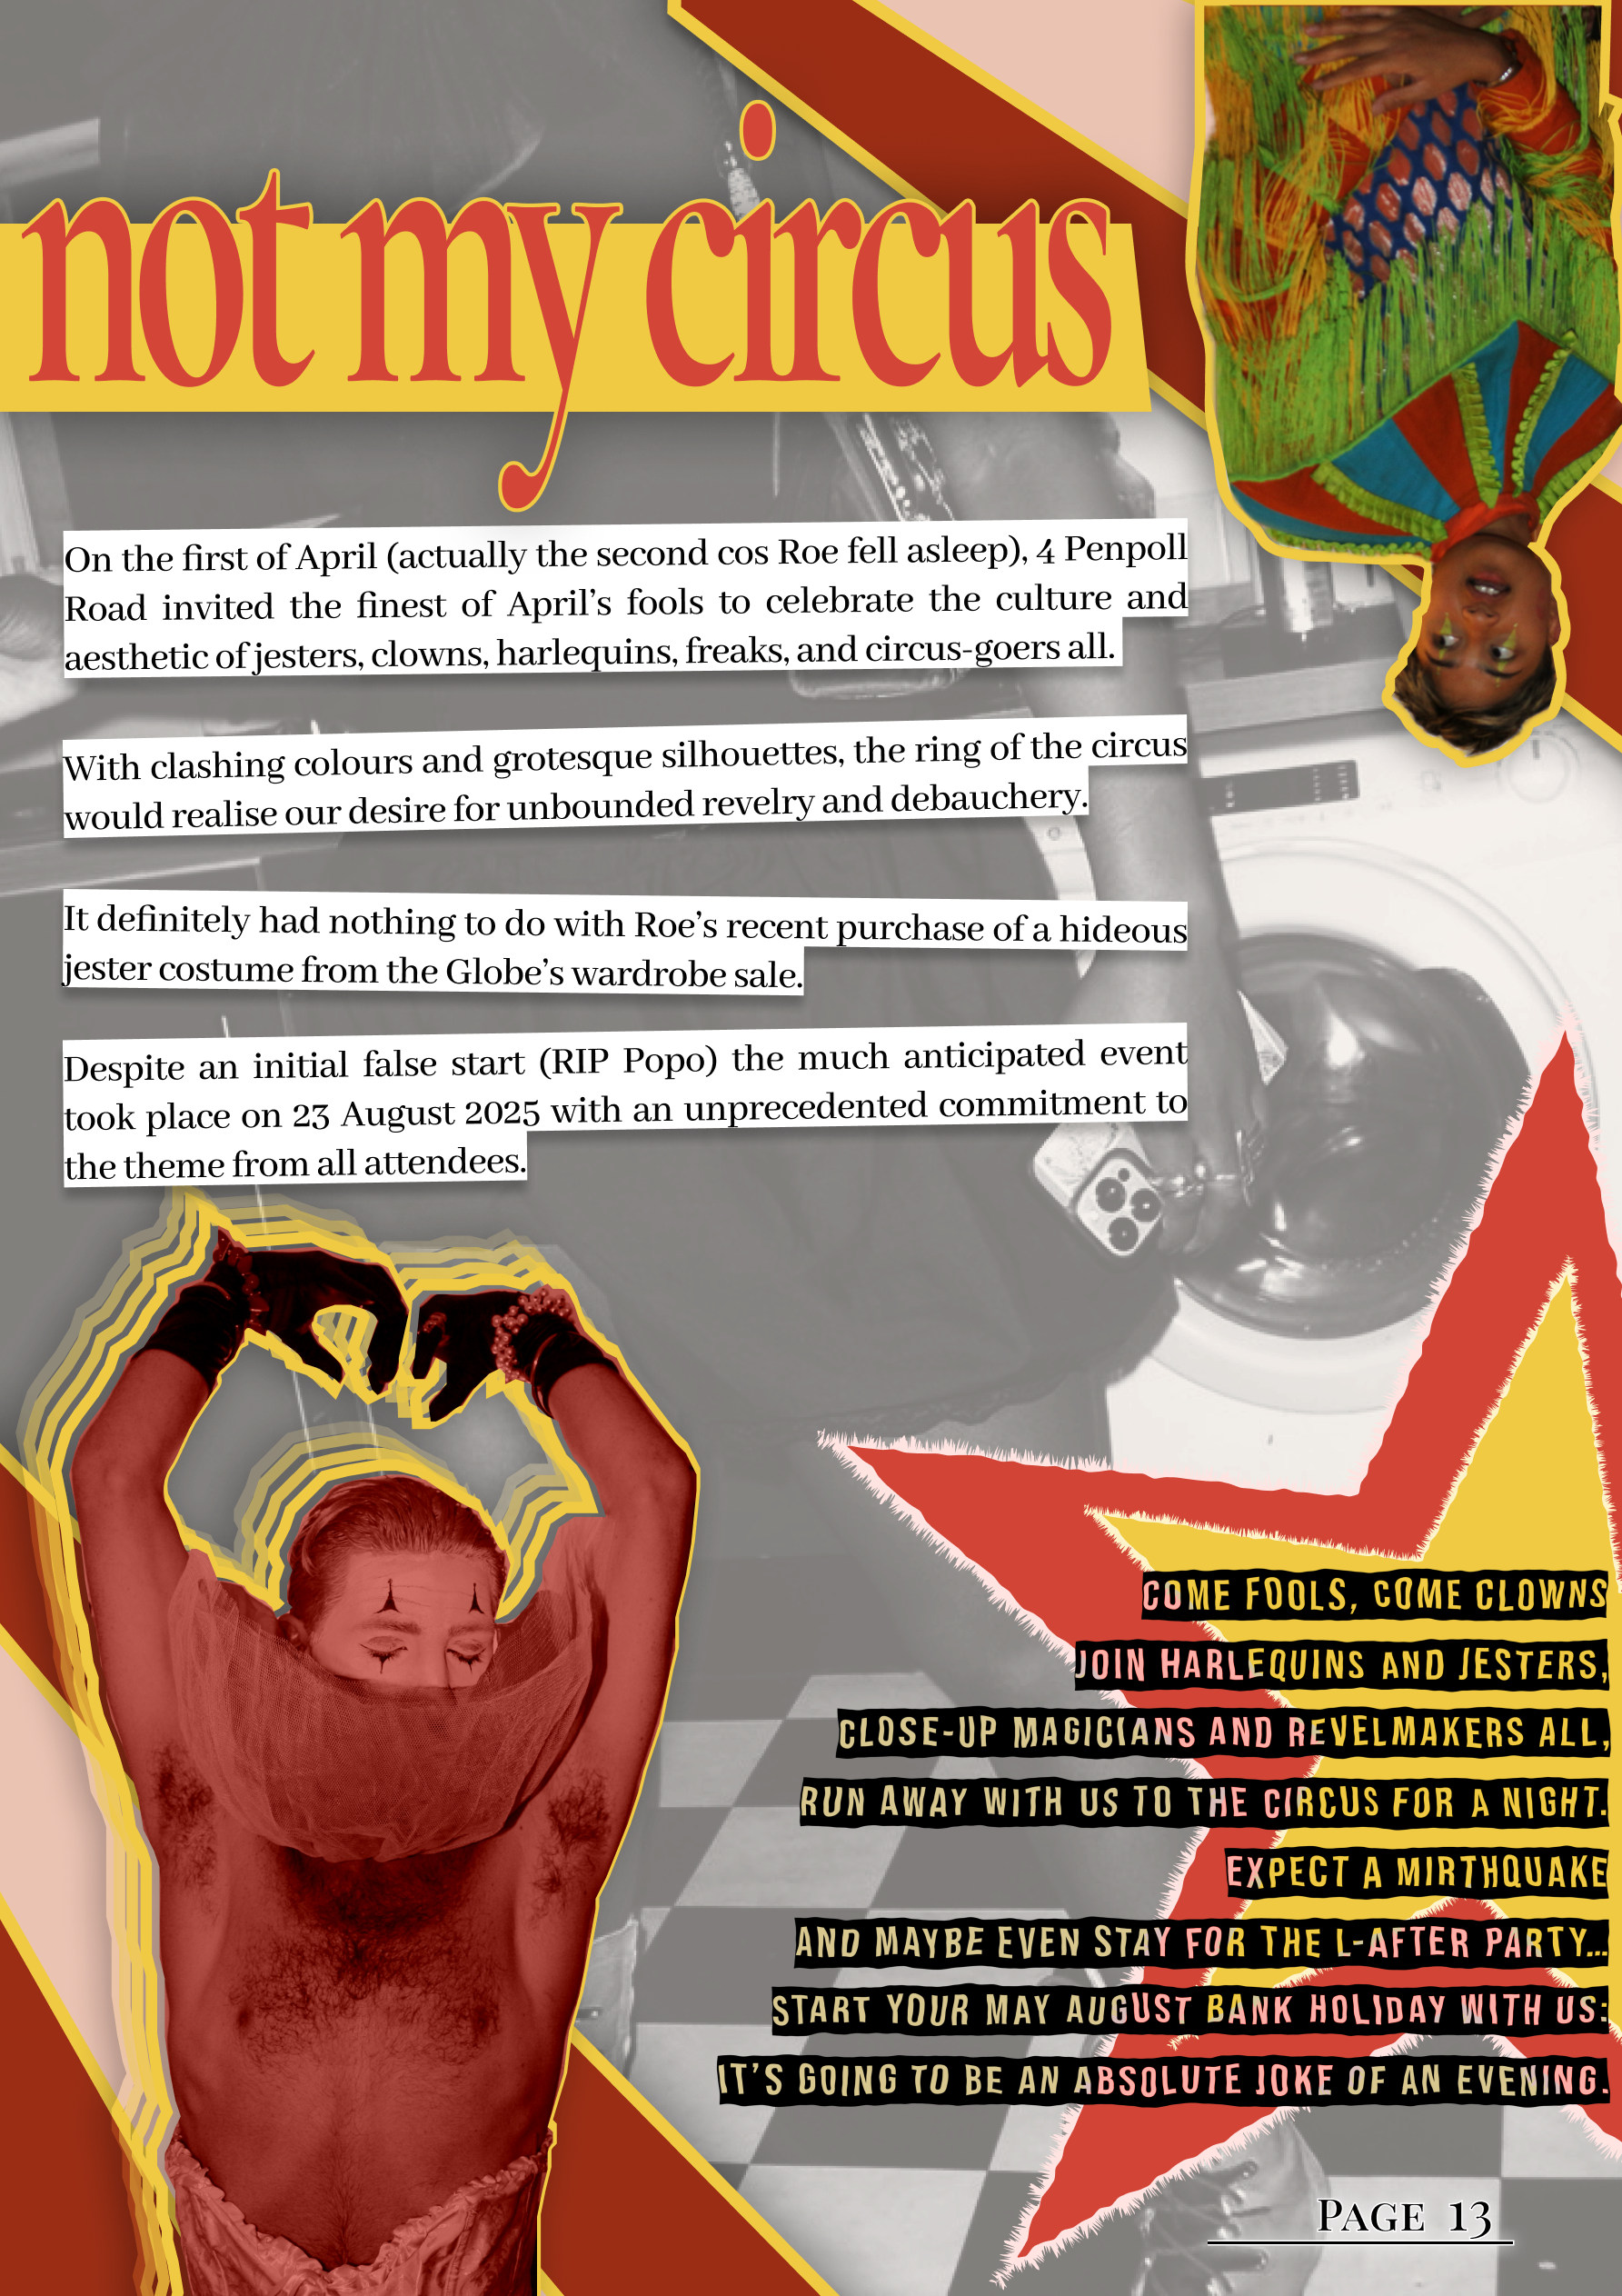 not my circus
On the first of April (actually the second cos Roe fell asleep), 4 Penpoll
Road invited the finest of April's fools to celebrate the culture and
aesthetic of jesters, clowns, harlequins, freaks, and circus-goers all.
With clashing colours and grotesque silhouettes, the ring of the circus
would realise our desire for unbounded revelry and debauchery.
It definitely had nothing to do with Roe's recent purchase of a hideous
jester costume from the Globe's wardrobe sale.
Despite an initial false start (RIP Popo) the much anticipated event
took place on 23 August 2025 with an unprecedented commitment to
the theme from all attendees.
COME FOOLS, COME CLOWNS
JOIN HARLEQUINS AND JESTERS,
CLOSE-UP MAGICIANS AND REVELMAKERS ALL,
RUN AWAY WITH US TO THE CIRCUS FOR A NIGHT.
EXPECT A MIRTHQUAKE
AND MAYBE EVEN STAY FOR THE L-AFTER PARTY...
START YOUR MAY AUGUST BANK HOLIDAY WITH US:
IT'S GOING TO BE AN ABSOLUTE JOKE OF AN EVENING.
PAGE 13